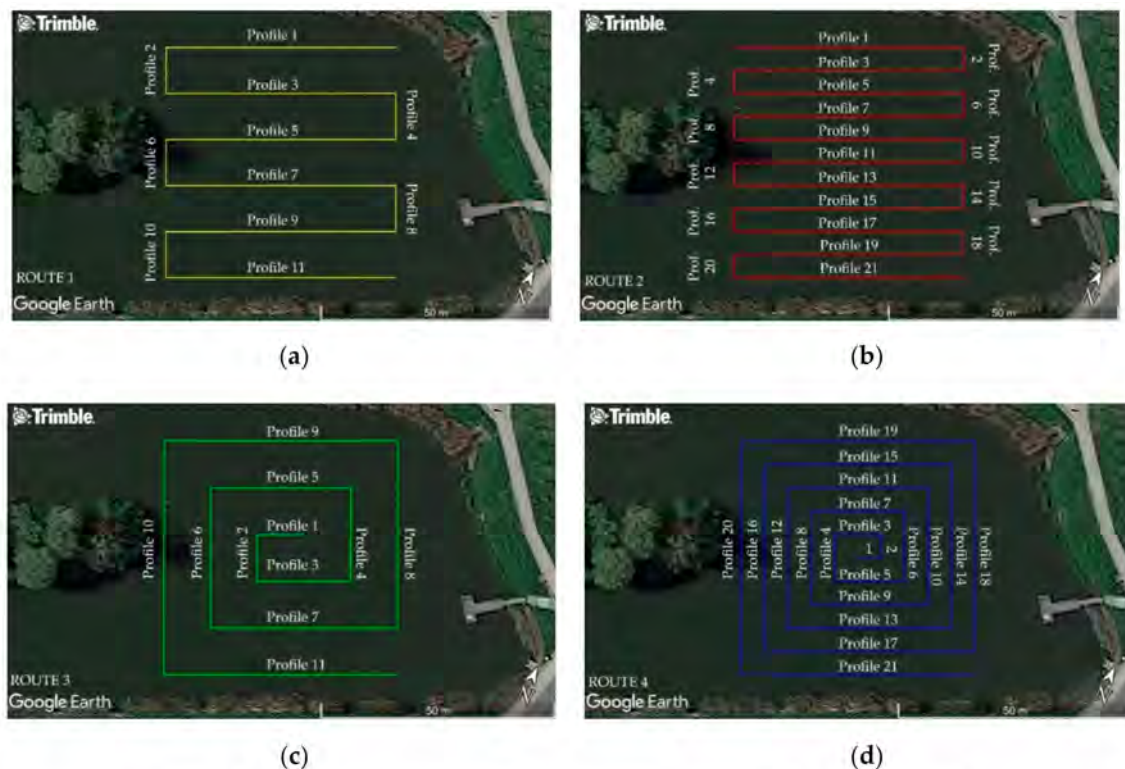 Trimble.
Profile 1
Profile 2
Profile 3
Profile 4
Profile 5
Profile 6
Profile 7
Profile 8
Profile 9
Profile 10
Profile 11
ROUTE 1
Google Earth
50 m
N
(a)
Trimble.
Profile 1
Prof. 2
Profile 3
Prof. 4
Profile 5
Prof. 6
Profile 7
Prof. 8
Profile 9
Prof. 10
Profile 11
Prof. 12
Profile 13
Prof. 14
Profile 15
Prof. 16
Profile 17
Prof. 18
Profile 19
Prof. 20
Profile 21
ROUTE 2
Google Earth
50 m
N
(b)
Trimble.
Profile 9
Profile 5
Profile 1
Profile 10
Profile 6
Profile 2
Profile 4
Profile 8
Profile 3
Profile 7
Profile 11
ROUTE 3
Google Earth
50 m
N
(c)
Trimble.
Profile 19
Profile 15
Profile 11
Profile 7
Profile 3
Profile 20
Profile 16
Profile 12
Profile 8
Profile 4
1
2
Profile 6
Profile 10
Profile 14
Profile 18
Profile 5
Profile 9
Profile 13
Profile 17
Profile 21
ROUTE 4
Google Earth
50 m
N
(d)